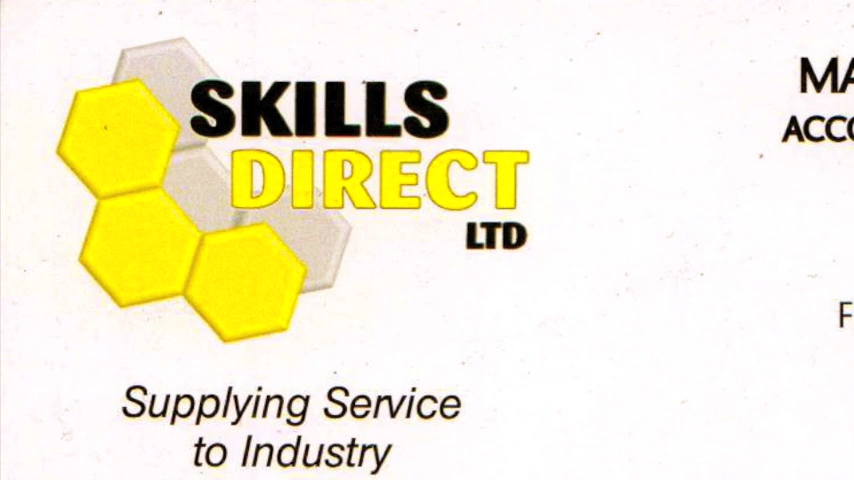 SKILLS
DIRECT
LTD
Supplying Service
to Industry